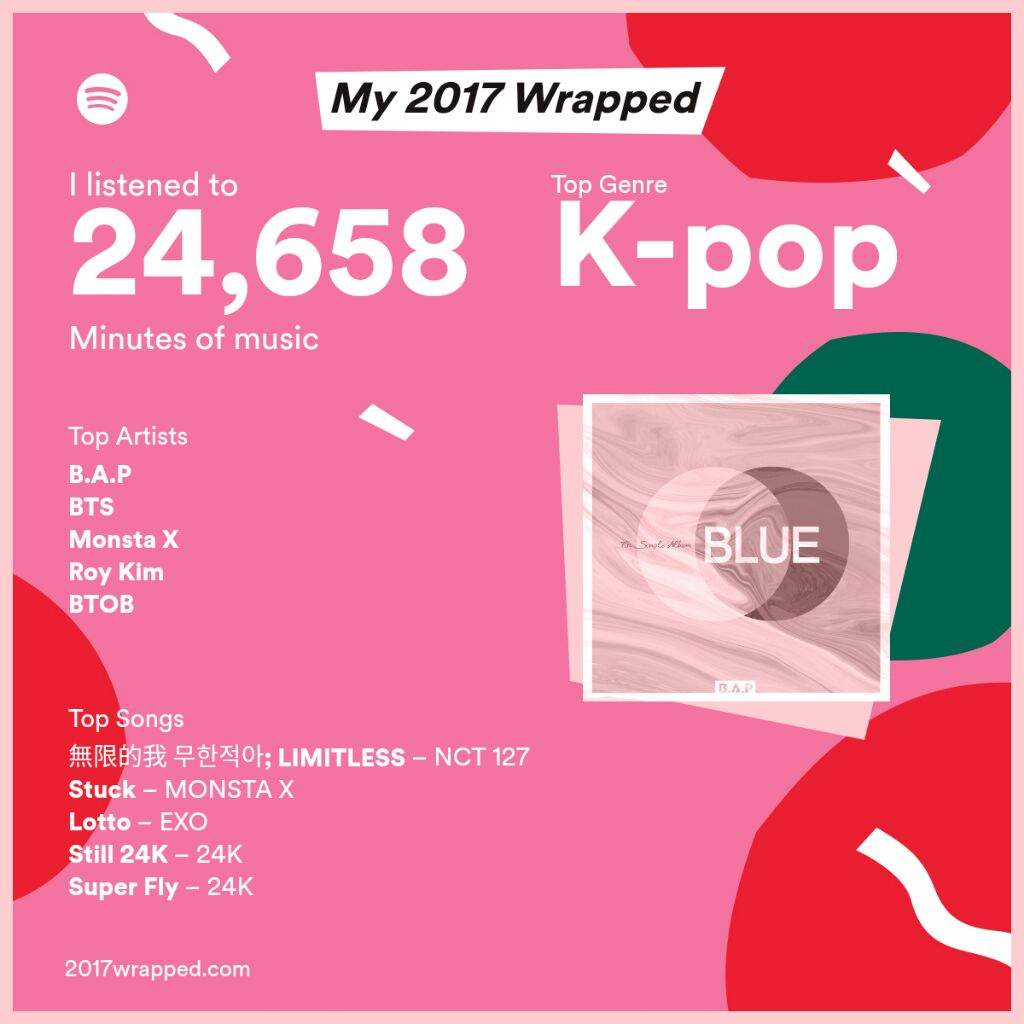 My 2017 Wrapped
I listened to
24,658
Minutes of music
Top Genre
K-pop
Top Artists
B.A.P
BTS
Monsta X
Roy Kim
BTOB
7th Single Album
BLUE
B.A.P
Top Songs
無限的我 무한적아; LIMITLESS – NCT 127
Stuck – MONSTA X
Lotto – EXO
Still 24K – 24K
Super Fly – 24K
2017wrapped.com